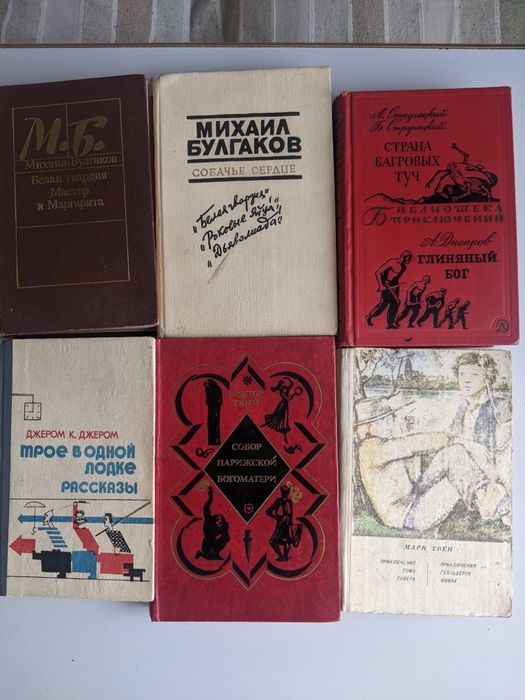 М.Б.
Михаил Булгаков
Белая гвардия
Мастер
и Маргарита
МИХАИЛ
БУЛГАКОВ
СОБАЧЬЕ СЕРДЦЕ
„Белая гвардия"
„Роковые яйца"
„Дьяволиада"
А. Стругацкий
Б. Стругацкий
СТРАНА
БАГРОВЫХ
ТУЧ
БИБЛИОТЕКА
ПРИКЛЮЧЕНИЙ
А. Днепров
ГЛИНЯНЫЙ
БОГ
ДЖЕРОМ К. ДЖЕРОМ
ТРОЕ В ОДНОЙ
ЛОДКЕ
РАССКАЗЫ
ВИКТОР
ГЮГО
СОБОР
ПАРИЖСКОЙ
БОГОМАТЕРИ
МАРК ТВЕН
ПРИКЛЮЧЕНИЯ
ТОМА
СОЙЕРА
ПРИКЛЮЧЕНИЯ
ГЕКЛЬБЕРРИ
ФИННА